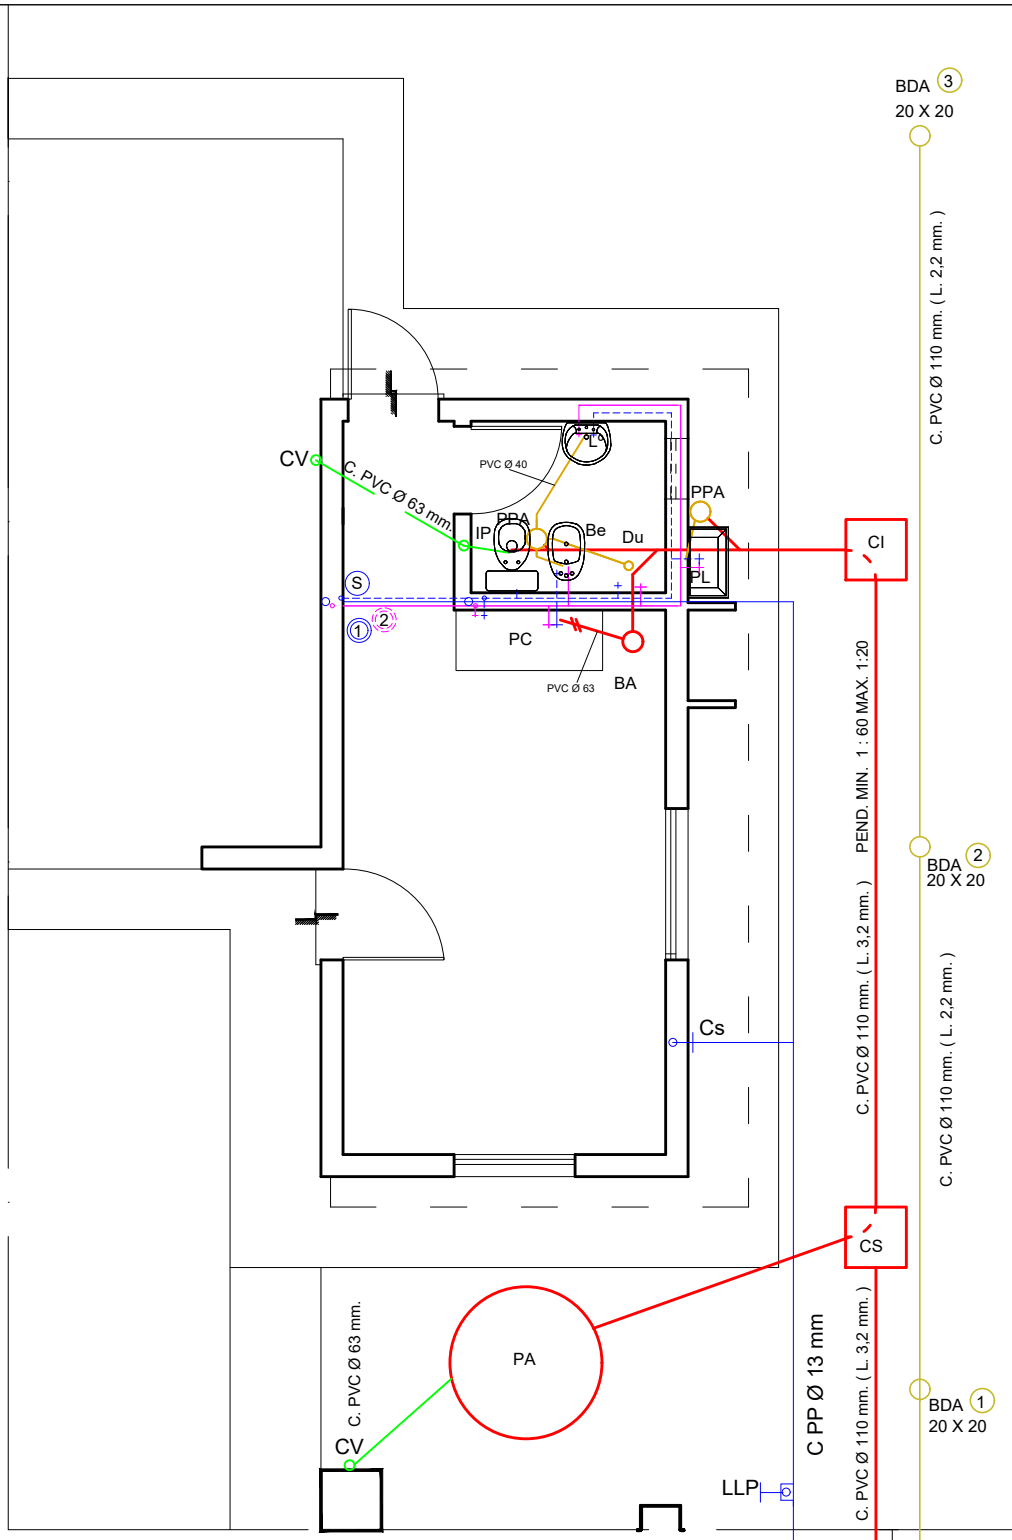 BDA 3
20 X 20
C. PVC Ø 110 mm. ( L. 2,2 mm. )
CV
C. PVC Ø 63 mm.
PVC Ø 40
L
PPA
IP
PPA
Be
Du
CI
PL
S
1
2
PC
PVC Ø 63
BA
PEND. MIN. 1 : 60 MAX. 1:20
C. PVC Ø 110 mm. ( L. 3,2 mm. )
BDA 2
20 X 20
C. PVC Ø 110 mm. ( L. 2,2 mm. )
Cs
CS
PA
C. PVC Ø 63 mm.
CV
C PP Ø 13 mm
C. PVC Ø 110 mm. ( L. 3,2 mm. )
BDA 1
20 X 20
LLP